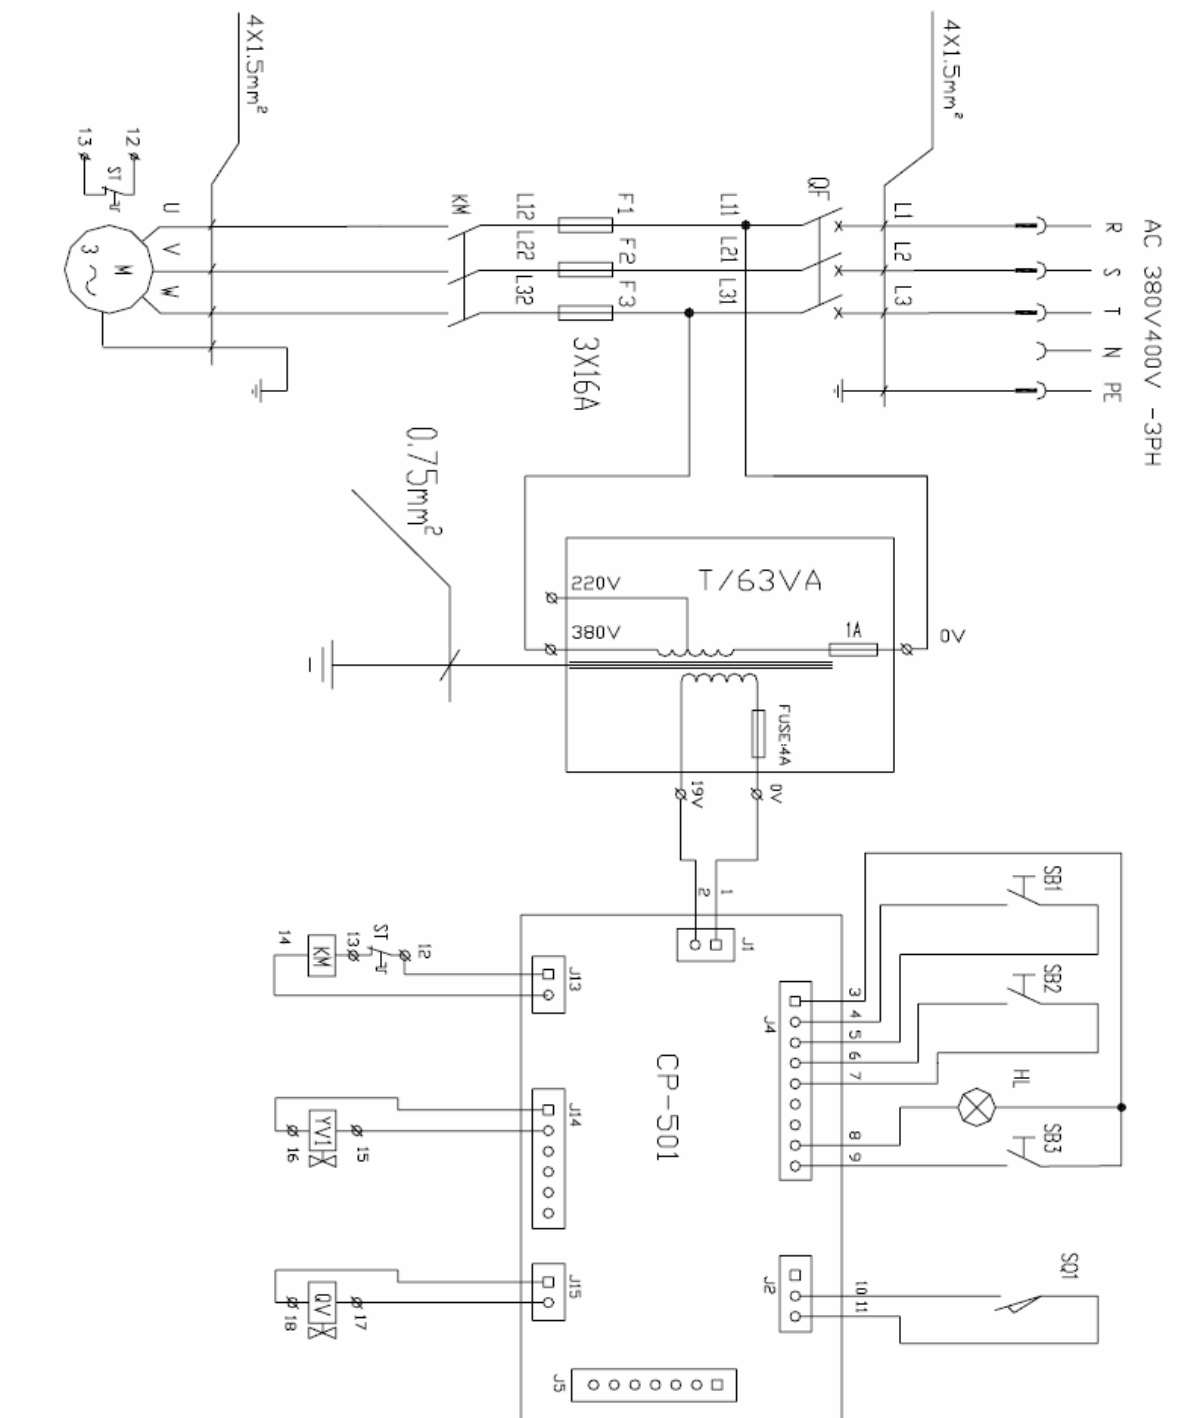 4X1.5mm²
4X1.5mm²
AC 380V400V -3PH
13
12
ST
U
V
W
M
3
KM
L12
L22
L32
F1
F2
F3
3X16A
L11
L21
L31
QF
L1
L2
L3
R
S
T
N
PE
0.75mm²
T/63VA
220V
380V
1A
0V
FUSE:4A
19V
0V
2
1
J1
14
KM
13
ST
12
J13
CP-501
J4
3
4
5
6
7
8
9
SB1
SB2
HL
SB3
YV1
16
15
J14
QV
18
17
J15
J2
10
11
SQ1
J5